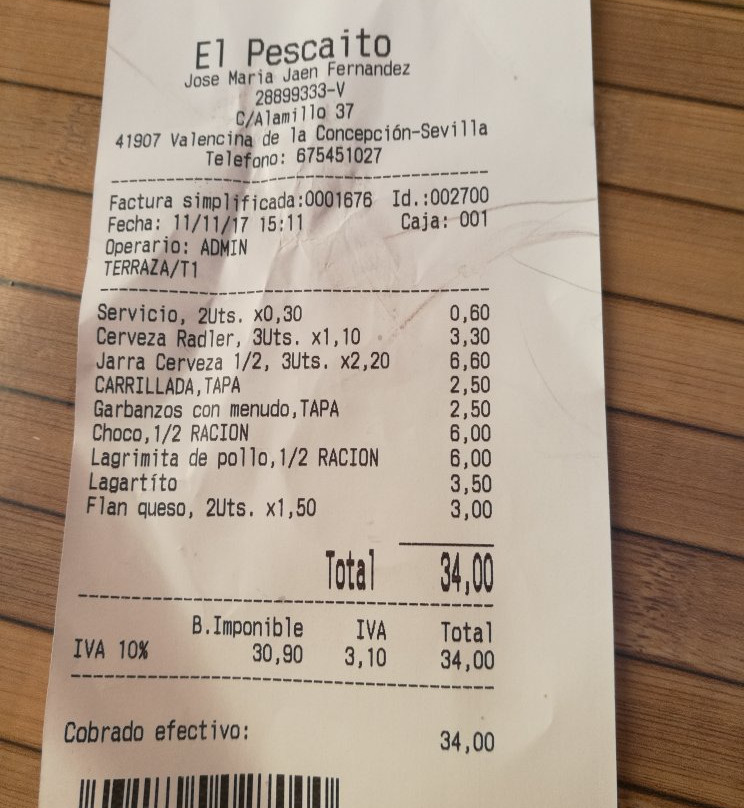 El Pescaito
Jose Maria Jaen Fernandez
28899333-V
C/Alamillo 37
41907 Valencina de la Concepción-Sevilla
Telefono: 675451027
Factura simplificada:0001676 Id.:002700
Fecha: 11/11/17 15:11 Caja: 001
Operario: ADMIN
TERRAZA/T1
Servicio, 2Uts. x0,30 0,60
Cerveza Radler, 3Uts. x1,10 3,30
Jarra Cerveza 1/2, 3Uts. x2,20 6,60
CARRILLADA,TAPA 2,50
Garbanzos con menudo,TAPA 2,50
Choco,1/2 RACION 6,00
Lagrimita de pollo,1/2 RACION 6,00
Lagartíto 3,50
Flan queso, 2Uts. x1,50 3,00
Total 34,00
B.Imponible IVA Total
IVA 10% 30,90 3,10 34,00
Cobrado efectivo: 34,00